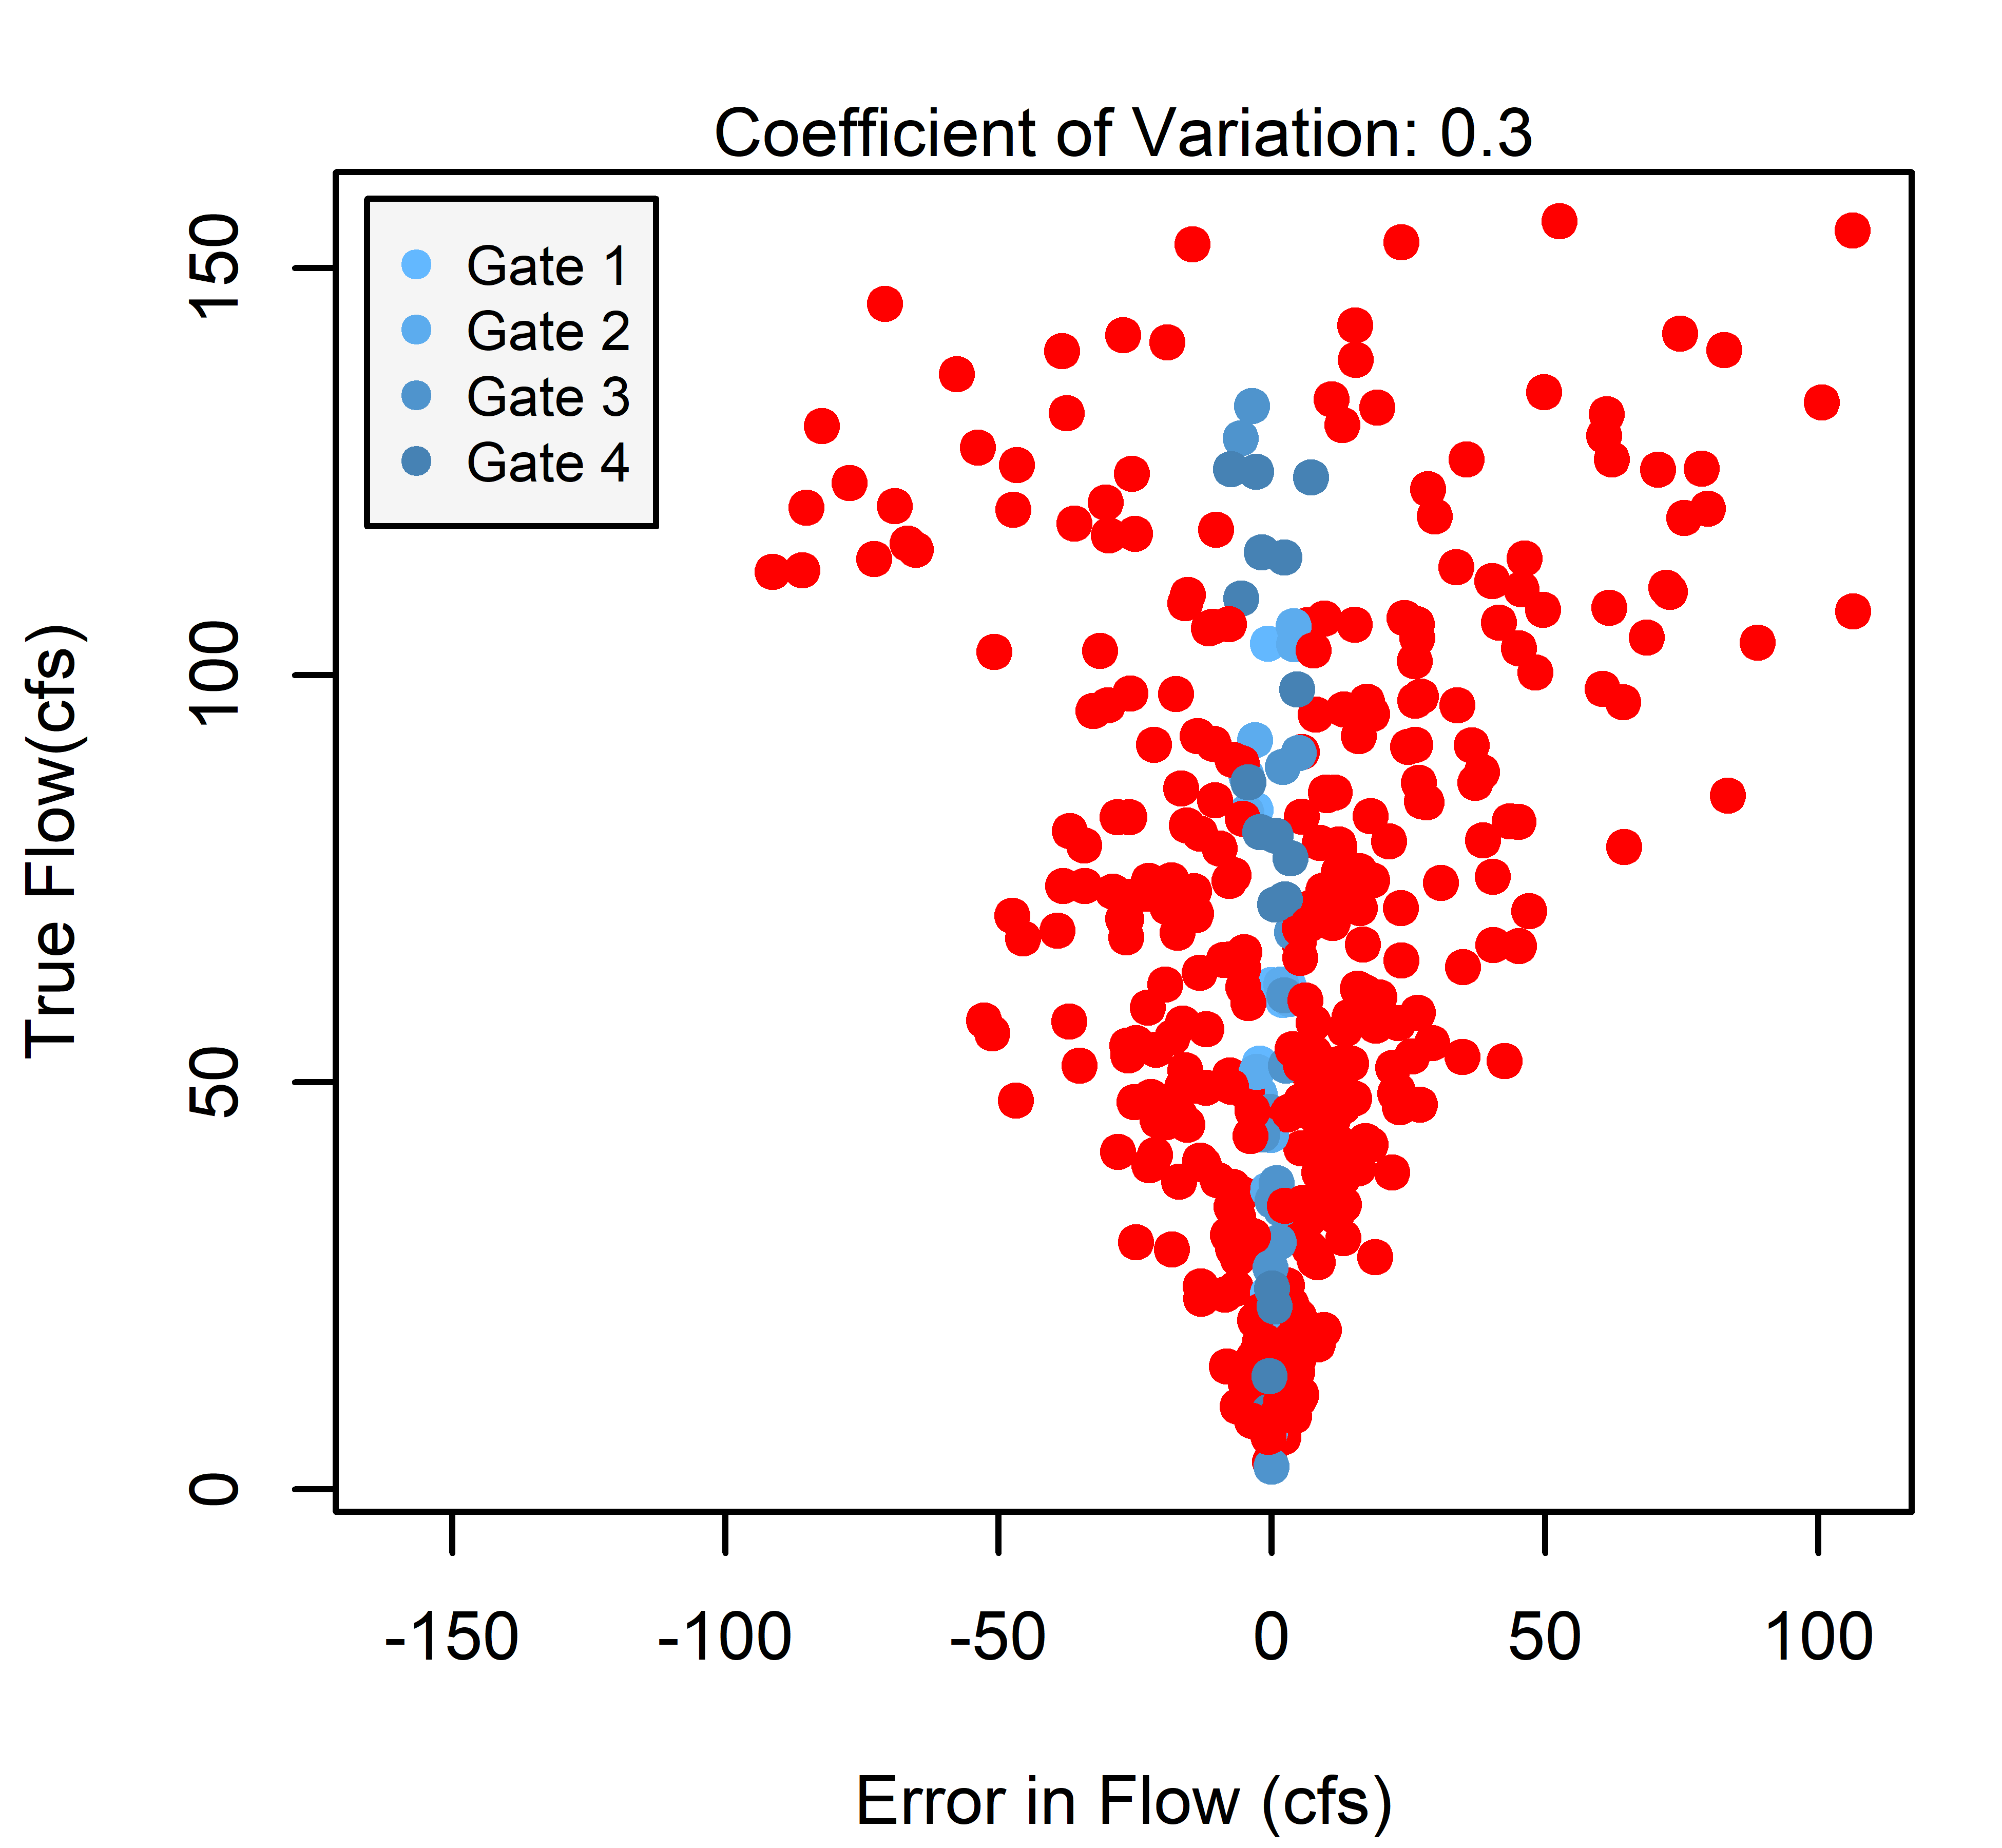 Coefficient of Variation: 0.3
Gate 1
Gate 2
Gate 3
Gate 4
True Flow(cfs)
150
100
50
0
-150 -100 -50 0 50 100
Error in Flow (cfs)